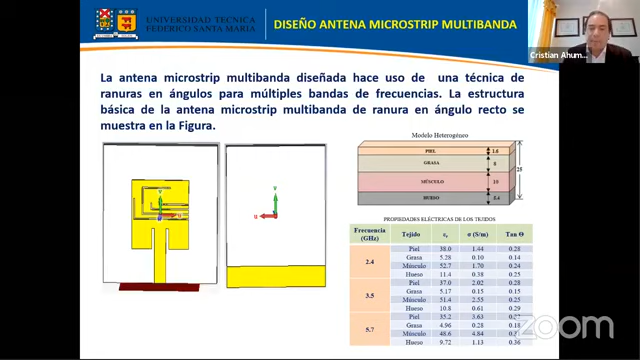 UNIVERSIDAD TÉCNICA
FEDERICO SANTA MARÍA
DISEÑO ANTENA MICROSTRIP MULTIBANDA
Cristian Ahum...
La antena microstrip multibanda diseñada hace uso de una técnica de
ranuras en ángulos para múltiples bandas de frecuencias. La estructura
básica de la antena microstrip multibanda de ranura en ángulo recto se
muestra en la Figura.
Modelo Heterogéneo
PIEL 1.6
GRASA 8
MÚSCULO 10
HUESO 5.4
25
V
U
V
U
PROPIEDADES ELÉCTRICAS DE LOS TEJIDOS
Frecuencia (GHz) Tejido εr σ (S/m) Tan Θ
2.4
Piel 38.0 1.44 0.28
Grasa 5.28 0.10 0.14
Músculo 52.7 1.70 0.24
Hueso 11.4 0.38 0.25
3.5
Piel 37.0 2.02 0.28
Grasa 5.17 0.15 0.15
Músculo 51.4 2.55 0.25
Hueso 10.8 0.61 0.29
Piel 35.2 3.63
Grasa 4.96 0.28 0.18
Músculo 48.6 4.84
Hueso 9.72 1.13 0.36
zoom